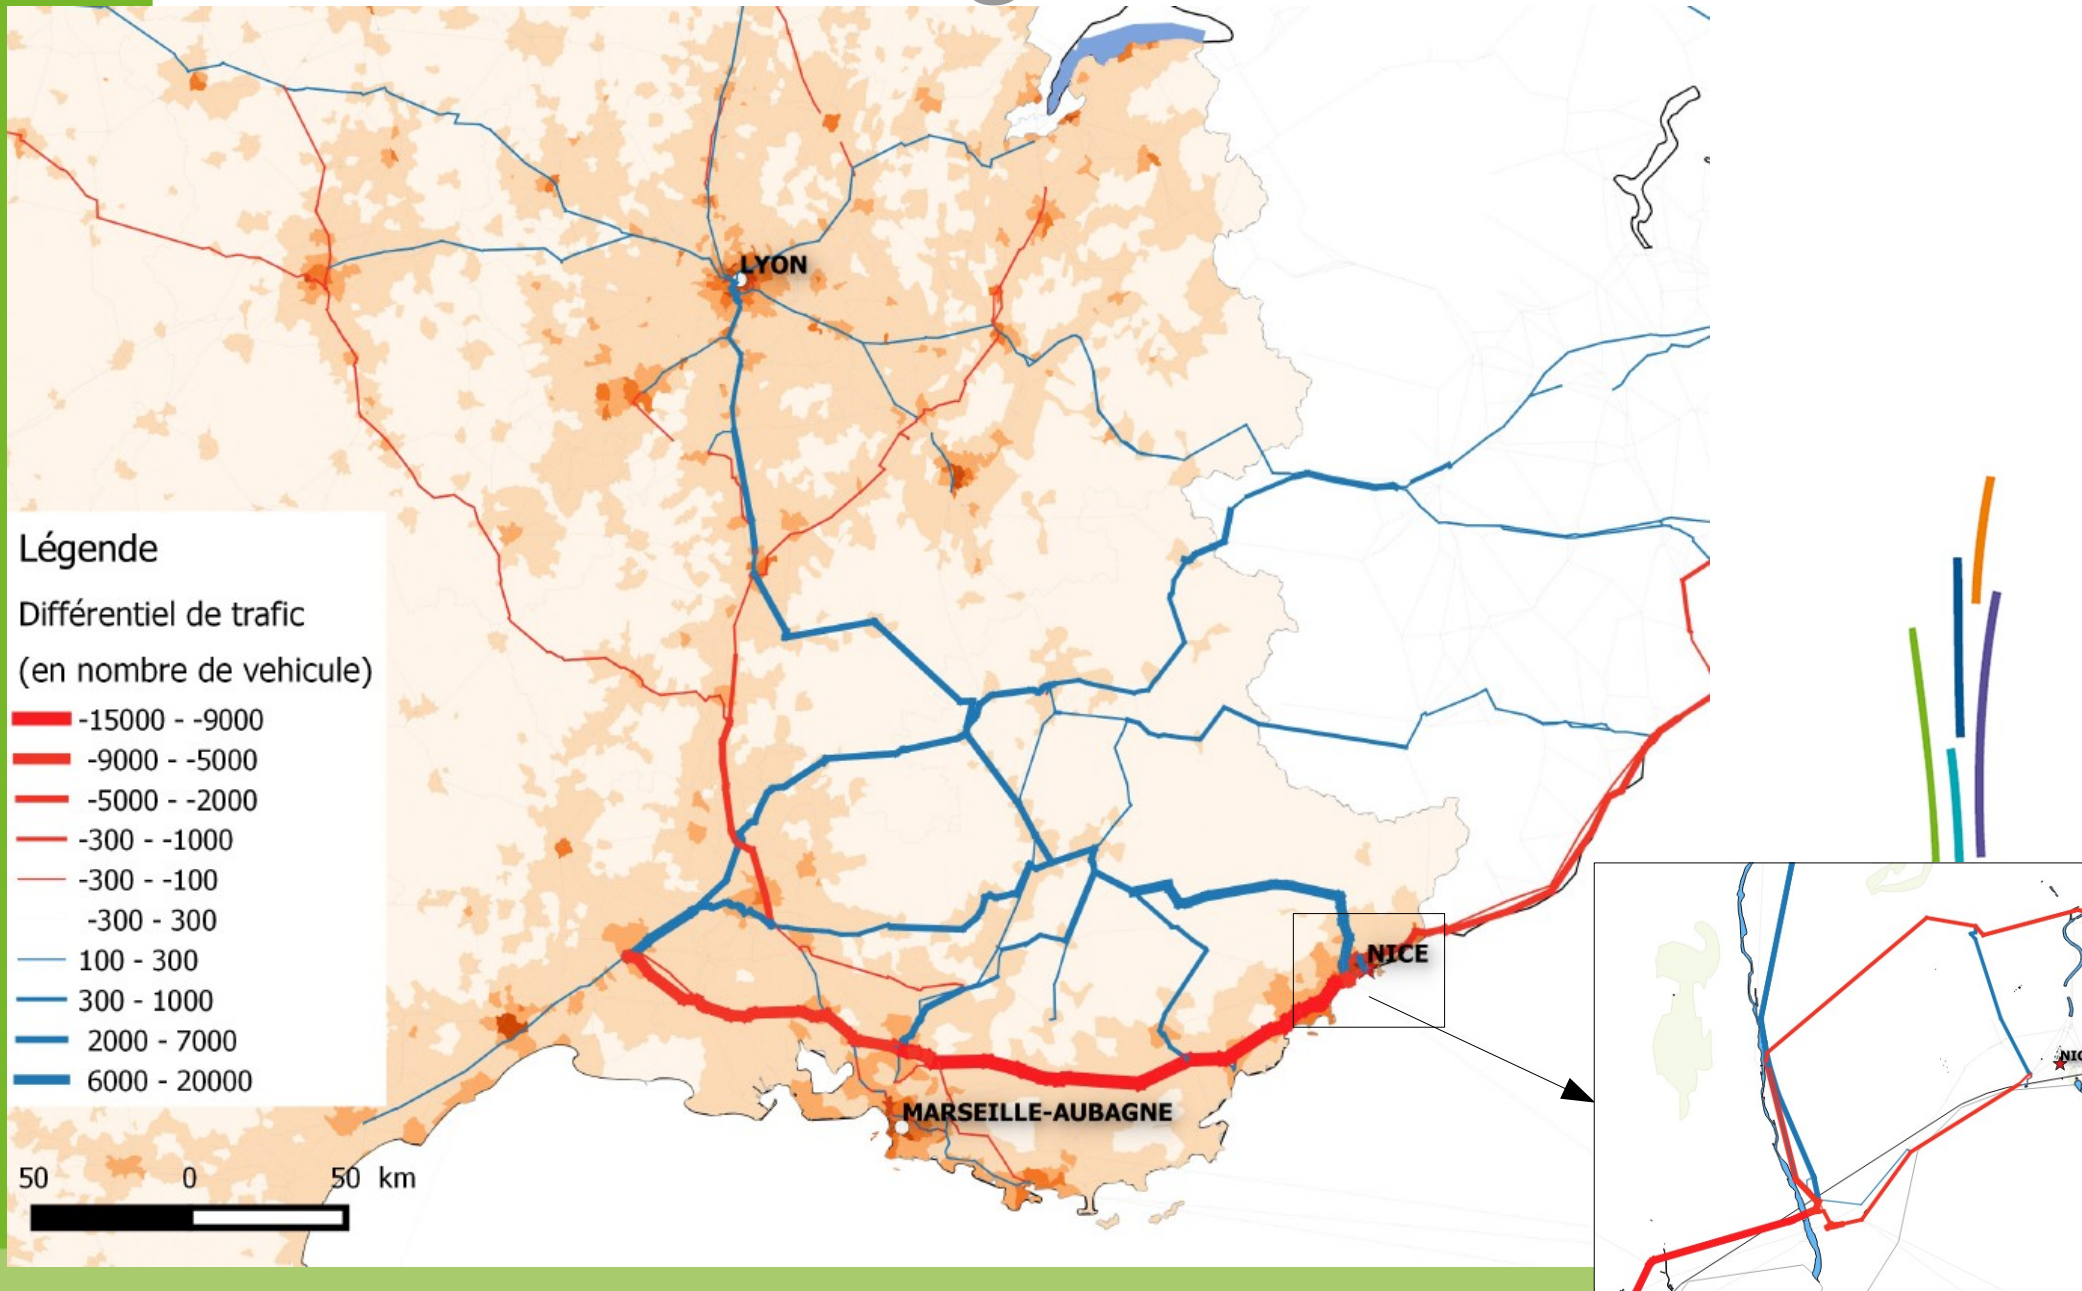 LYON
Légende
Différentiel de trafic
(en nombre de vehicule)
-15000 - -9000
-9000 - -5000
-5000 - -2000
-300 - -1000
-300 - -100
-300 - 300
100 - 300
300 - 1000
2000 - 7000
6000 - 20000
NICE
MARSEILLE-AUBAGNE
50 0 50 km
NIC